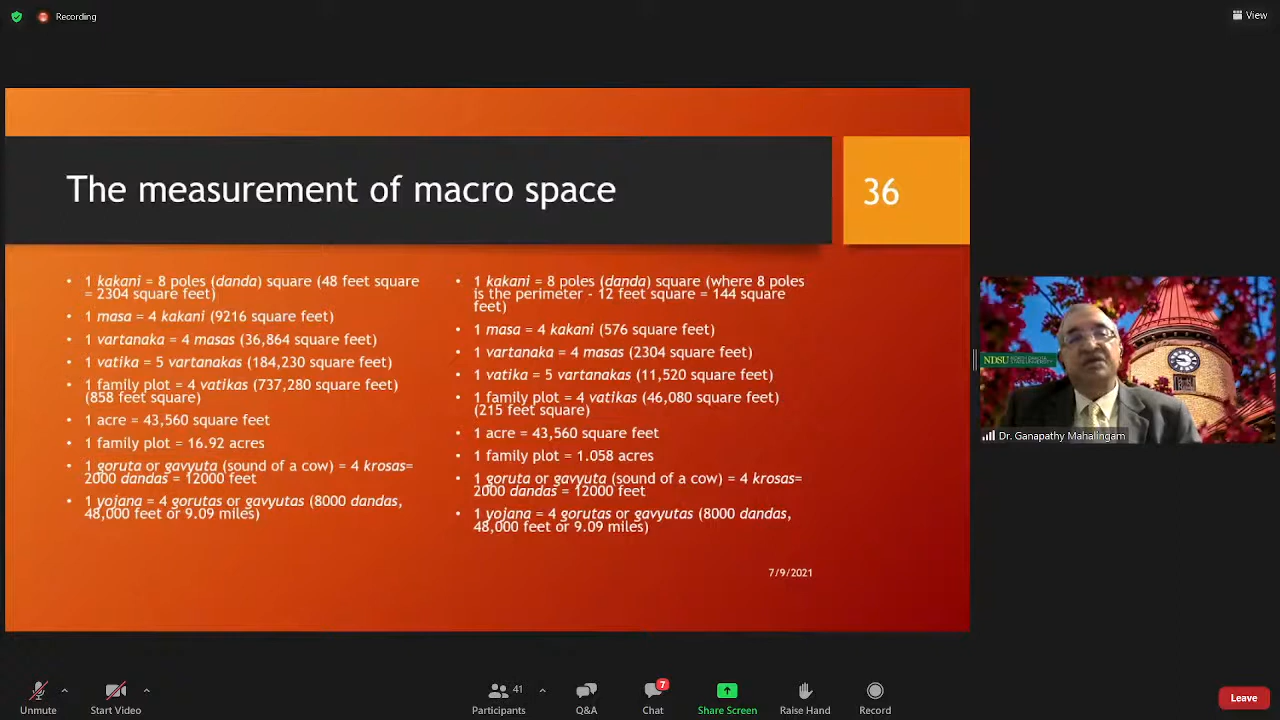 Recording
View
The measurement of macro space
36
• 1 kakani = 8 poles (danda) square (48 feet square
= 2304 square feet)
• 1 masa = 4 kakani (9216 square feet)
• 1 vartanaka = 4 masas (36,864 square feet)
• 1 vatika = 5 vartanakas (184,230 square feet)
• 1 family plot = 4 vatikas (737,280 square feet)
(858 feet square)
• 1 acre = 43,560 square feet
• 1 family plot = 16.92 acres
• 1 goruta or gavyuta (sound of a cow) = 4 krosas=
2000 dandas = 12000 feet
• 1 yojana = 4 gorutas or gavyutas (8000 dandas,
48,000 feet or 9.09 miles)
• 1 kakani = 8 poles (danda) square (where 8 poles
is the perimeter - 12 feet square = 144 square
feet)
• 1 masa = 4 kakani (576 square feet)
• 1 vartanaka = 4 masas (2304 square feet)
• 1 vatika = 5 vartanakas (11,520 square feet)
• 1 family plot = 4 vatikas (46,080 square feet)
(215 feet square)
• 1 acre = 43,560 square feet
• 1 family plot = 1.058 acres
• 1 goruta or gavyuta (sound of a cow) = 4 krosas=
2000 dandas = 12000 feet
• 1 yojana = 4 gorutas or gavyutas (8000 dandas,
48,000 feet or 9.09 miles)
7/9/2021
NDSU
Dr. Ganapathy Mahalingam
Unmute
Start Video
41
Participants
Q&A
7
Chat
Share Screen
Raise Hand
Record
Leave